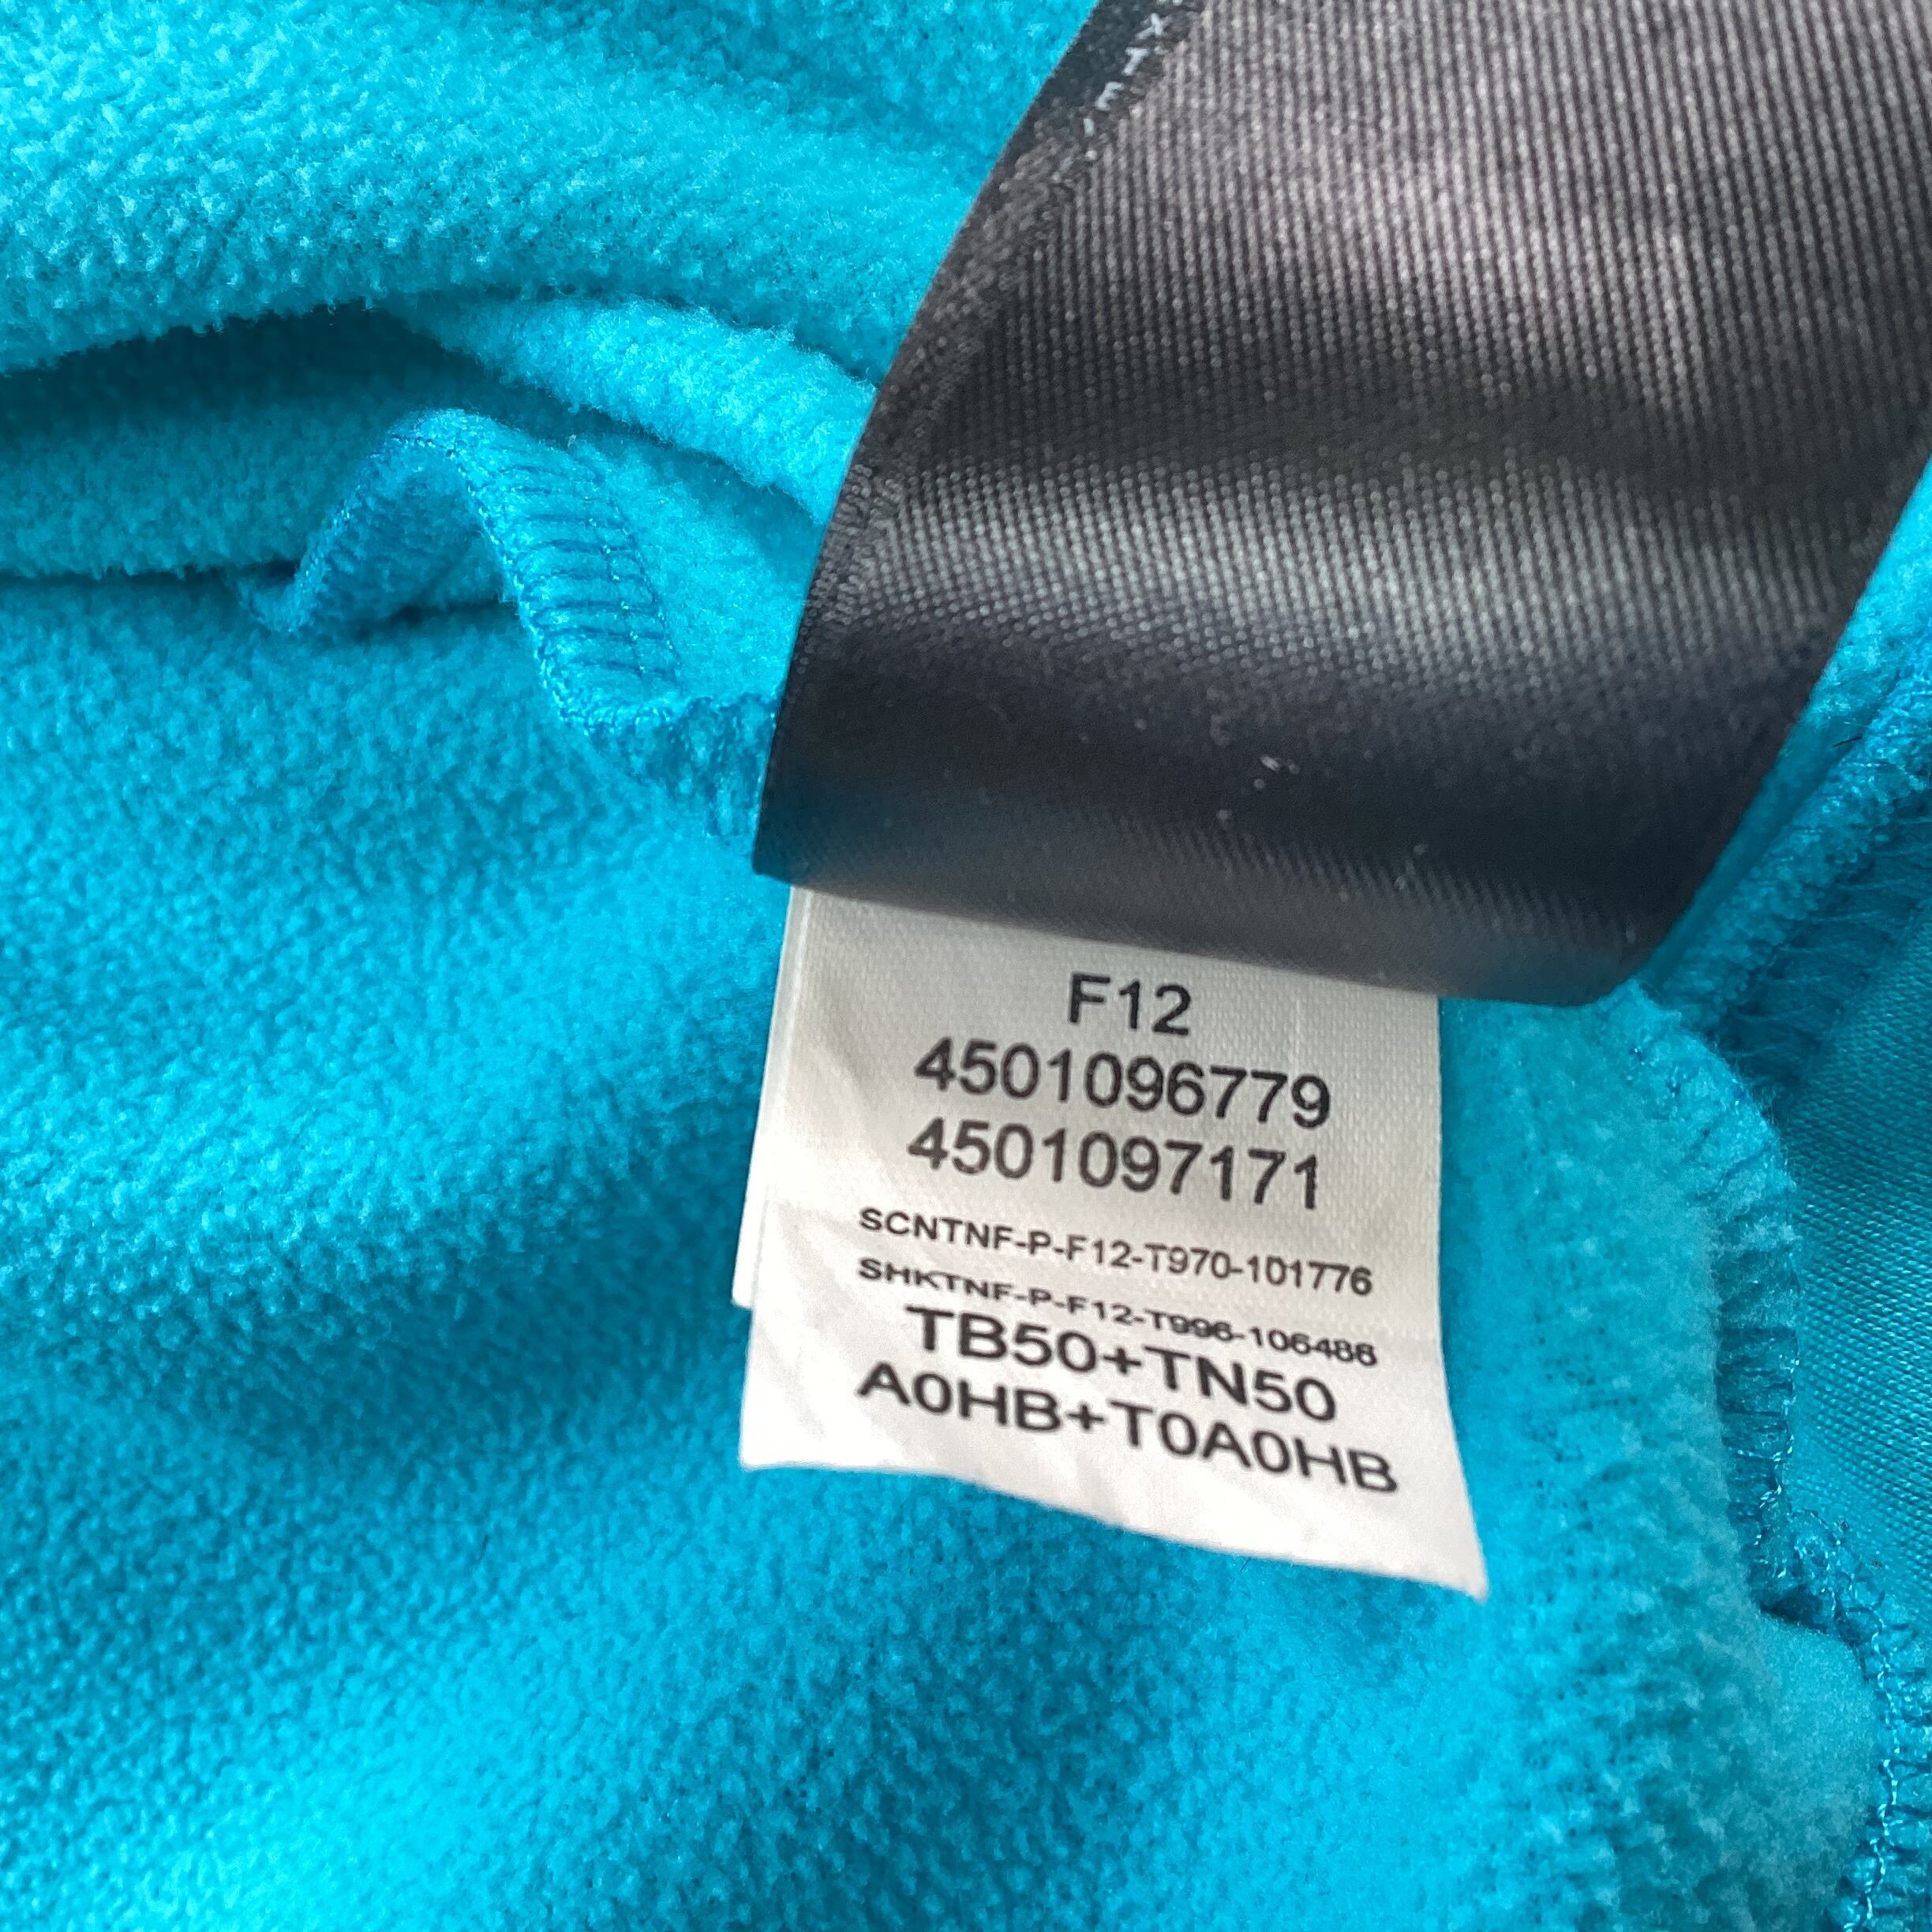 F12
4501096779
4501097171
SCNTNF-P-F12-T970-101776
SHKTNF-P-F12-T996-106486
TB50+TN50
A0HB+T0A0HB